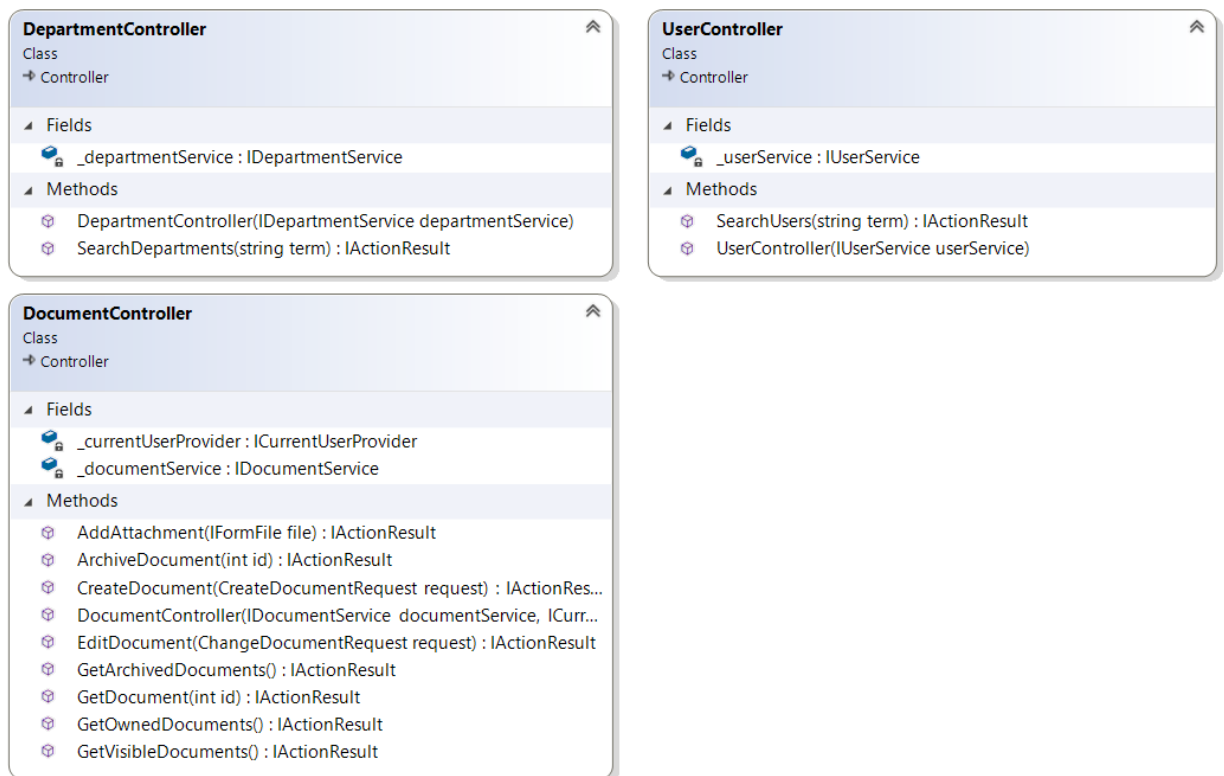 DepartmentController
Class
Controller
Fields
_departmentService : IDepartmentService
Methods
DepartmentController(IDepartmentService departmentService)
SearchDepartments(string term) : IActionResult
UserController
Class
Controller
Fields
_userService : IUserService
Methods
SearchUsers(string term) : IActionResult
UserController(IUserService userService)
DocumentController
Class
Controller
Fields
_currentUserProvider : ICurrentUserProvider
_documentService : IDocumentService
Methods
AddAttachment(IFormFile file) : IActionResult
ArchiveDocument(int id) : IActionResult
CreateDocument(CreateDocumentRequest request) : IActionRes...
DocumentController(IDocumentService documentService, ICurr...
EditDocument(ChangeDocumentRequest request) : IActionResult
GetArchivedDocuments() : IActionResult
GetDocument(int id) : IActionResult
GetOwnedDocuments() : IActionResult
GetVisibleDocuments() : IActionResult